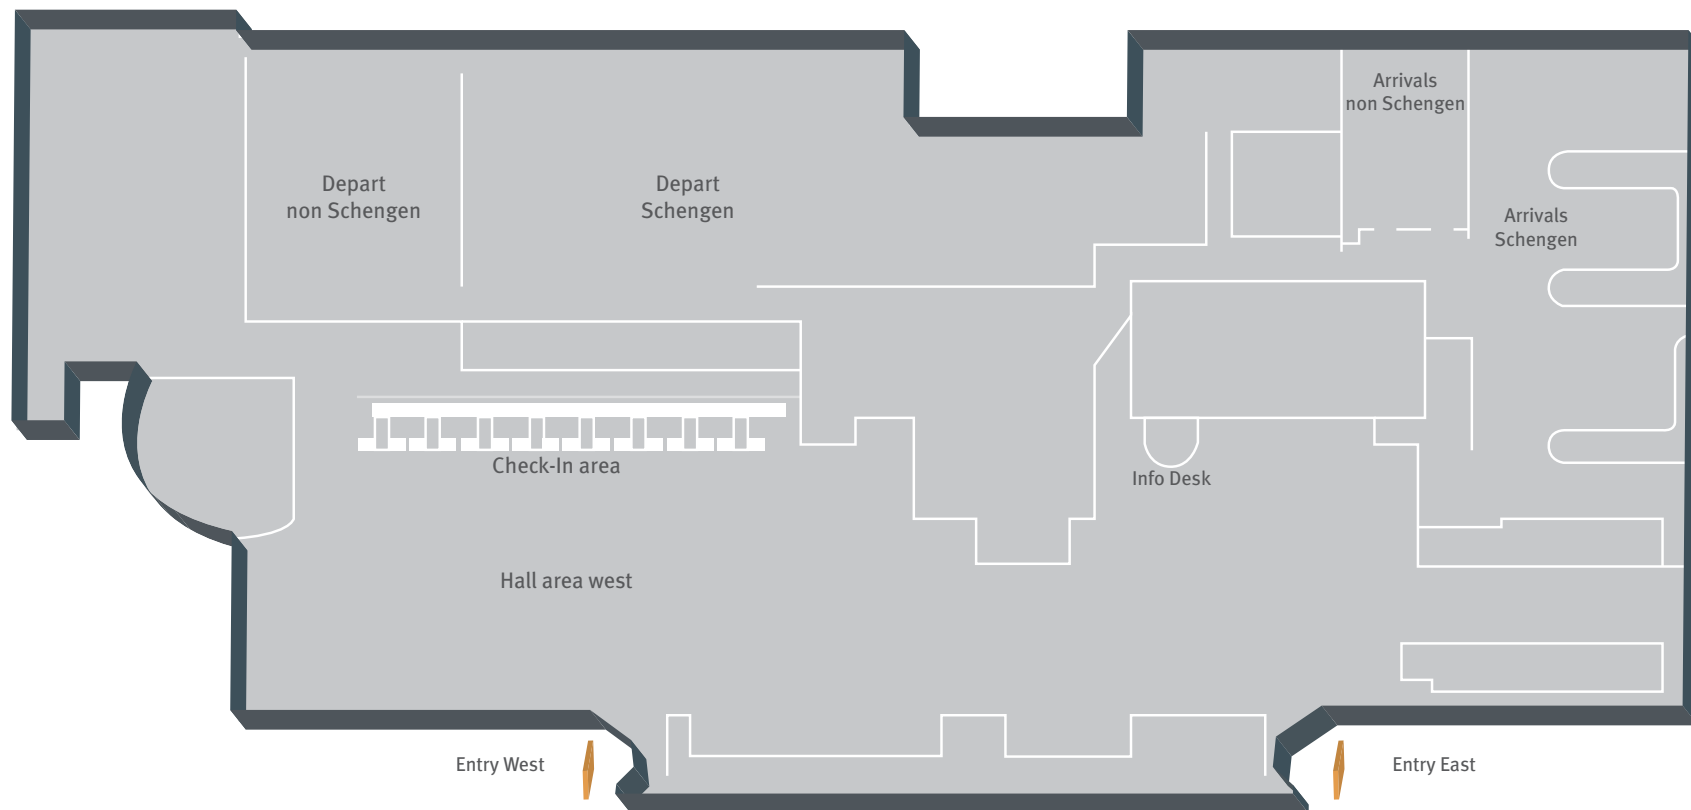 Arrivals
non Schengen
Depart
non Schengen
Depart
Schengen
Arrivals
Schengen
Check-In area
Info Desk
Hall area west
Entry West
Entry East